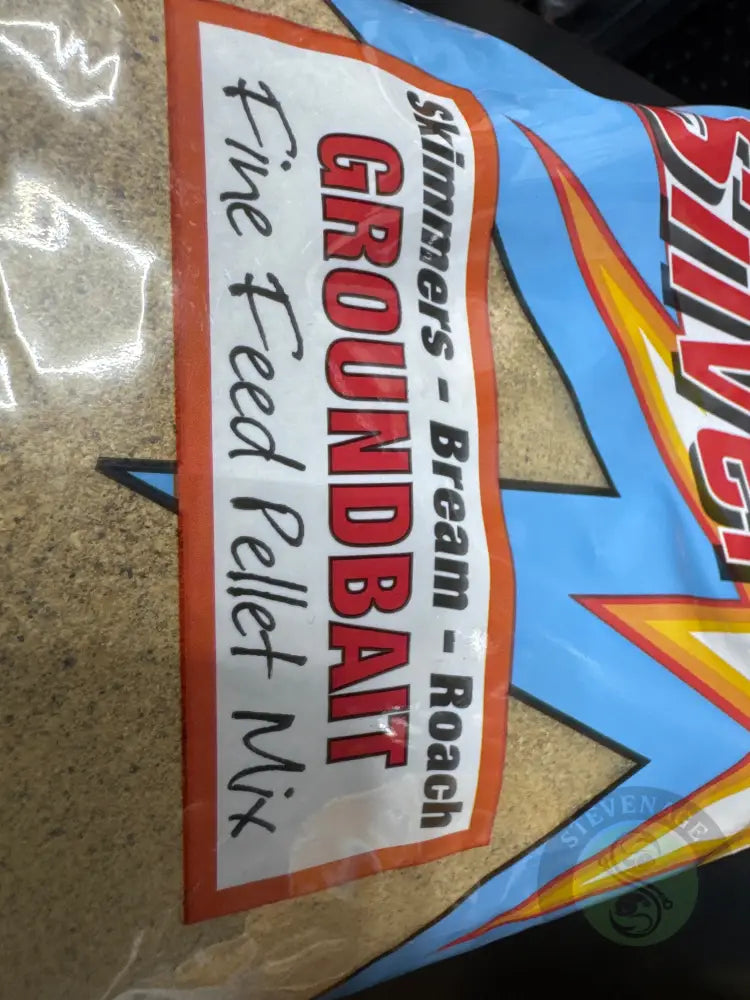 Skimmers - Bream - Roach
GROUNDBAIT
Fine Feed Pellet Mix
STEVENAGE